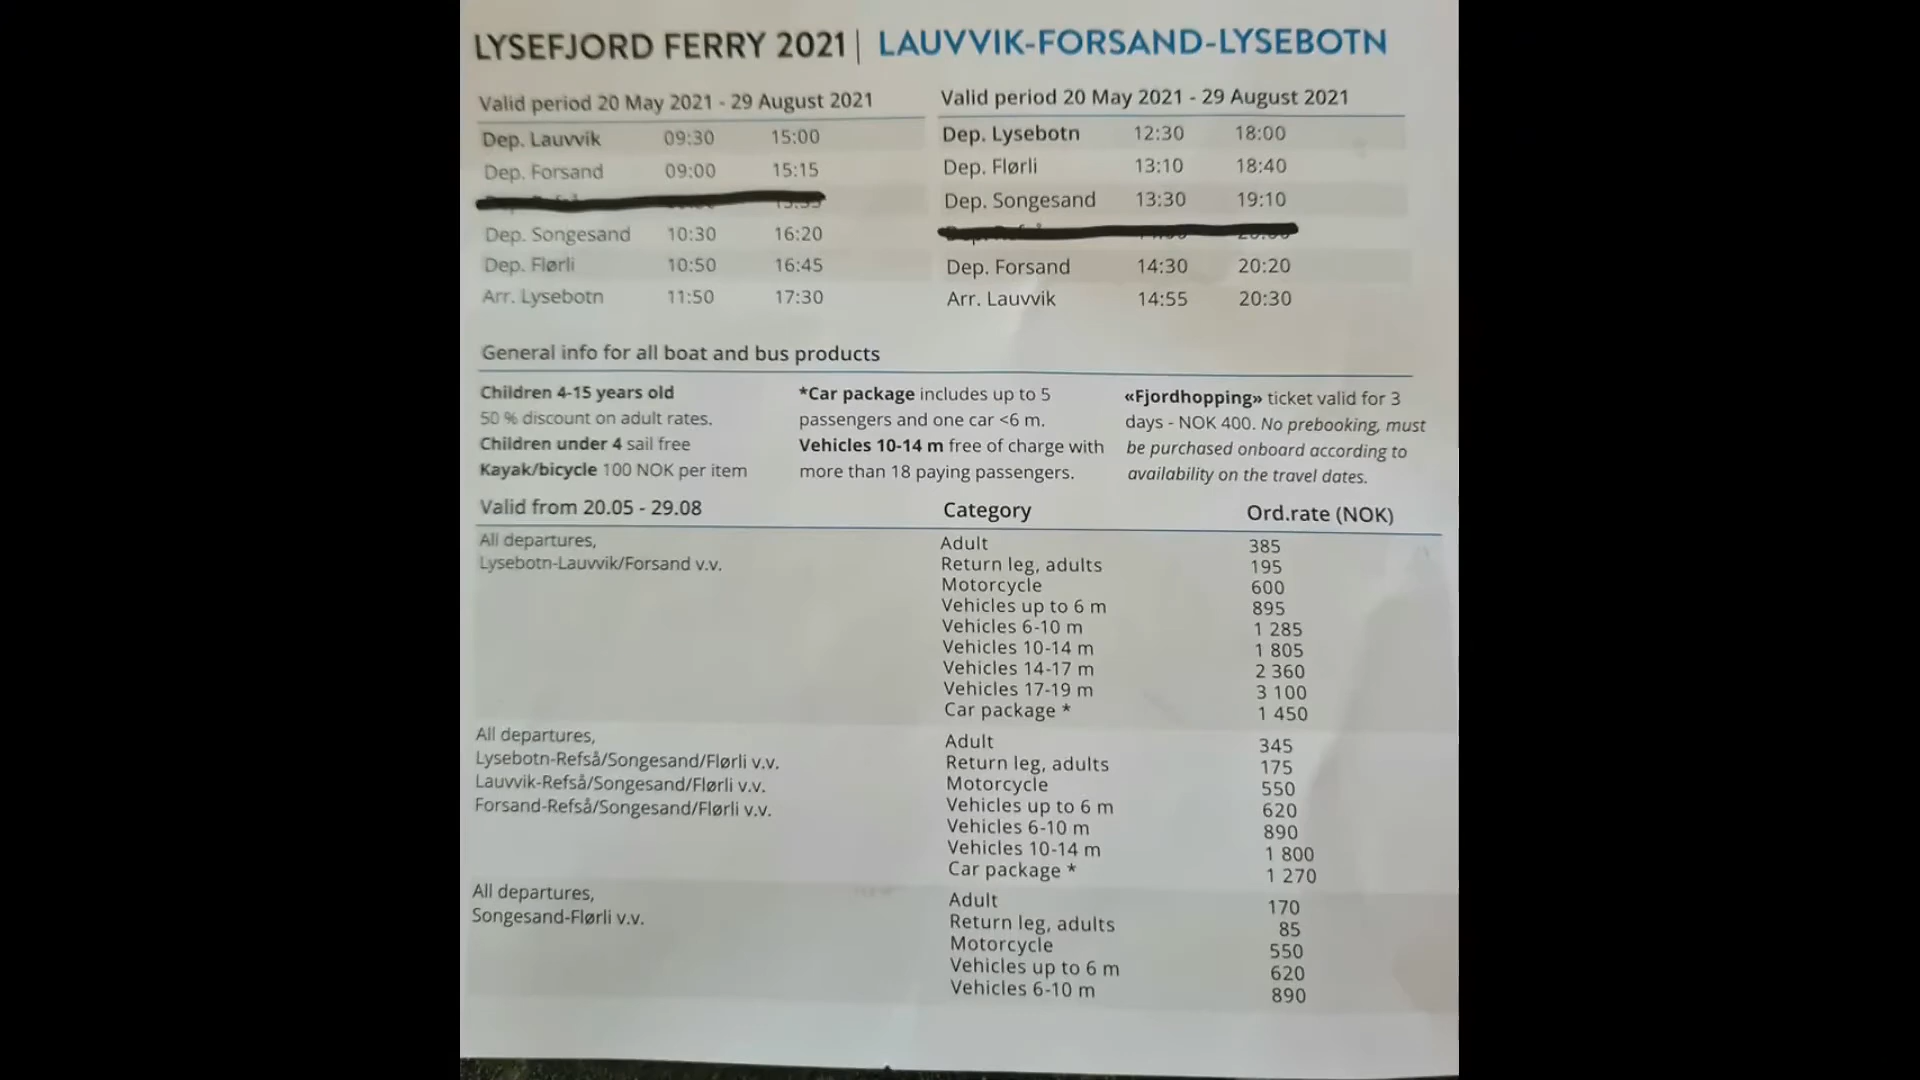 LYSEFJORD FERRY 2021 | LAUVVIK-FORSAND-LYSEBOTN
Valid period 20 May 2021 - 29 August 2021
Dep. Lauvvik 09:30 15:00
Dep. Forsand 09:00 15:15
Dep. Songesand 10:30 16:20
Dep. Flørli 10:50 16:45
Arr. Lysebotn 11:50 17:30
Valid period 20 May 2021 - 29 August 2021
Dep. Lysebotn 12:30 18:00
Dep. Flørli 13:10 18:40
Dep. Songesand 13:30 19:10
Dep. Forsand 14:30 20:20
Arr. Lauvvik 14:55 20:30
General info for all boat and bus products
Children 4-15 years old
50 % discount on adult rates.
Children under 4 sail free
Kayak/bicycle 100 NOK per item
*Car package includes up to 5
passengers and one car <6 m.
Vehicles 10-14 m free of charge with
more than 18 paying passengers.
«Fjordhopping» ticket valid for 3
days - NOK 400. No prebooking, must
be purchased onboard according to
availability on the travel dates.
Valid from 20.05 - 29.08 Category Ord.rate (NOK)
All departures,
Lysebotn-Lauvvik/Forsand v.v.
Adult 385
Return leg, adults 195
Motorcycle 600
Vehicles up to 6 m 895
Vehicles 6-10 m 1 285
Vehicles 10-14 m 1 805
Vehicles 14-17 m 2 360
Vehicles 17-19 m 3 100
Car package * 1 450
All departures,
Lysebotn-Refså/Songesand/Flørli v.v.
Lauvvik-Refså/Songesand/Flørli v.v.
Forsand-Refså/Songesand/Flørli v.v.
Adult 345
Return leg, adults 175
Motorcycle 550
Vehicles up to 6 m 620
Vehicles 6-10 m 890
Vehicles 10-14 m 1 800
Car package * 1 270
All departures,
Songesand-Flørli v.v.
Adult 170
Return leg, adults 85
Motorcycle 550
Vehicles up to 6 m 620
Vehicles 6-10 m 890